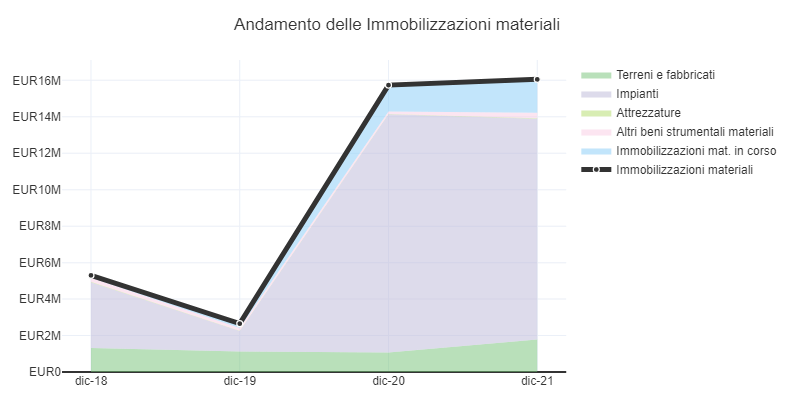 Andamento delle Immobilizzazioni materiali
EUR16M
EUR14M
EUR12M
EUR10M
EUR8M
EUR6M
EUR4M
EUR2M
EUR0
dic-18
dic-19
dic-20
dic-21
Terreni e fabbricati
Impianti
Attrezzature
Altri beni strumentali materiali
Immobilizzazioni mat. in corso
Immobilizzazioni materiali